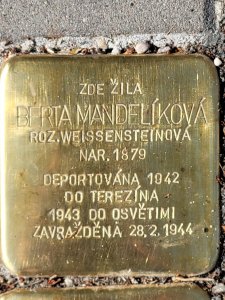 ZDE ŽILA
BERTA MANDELÍKOVÁ
ROZ. WEISSENSTEINOVÁ
NAR. 1879
DEPORTOVÁNA 1942
DO TEREZÍNA
1943 DO OSVĚTIMI
ZAVRAŽDĚNA 28.2.1944